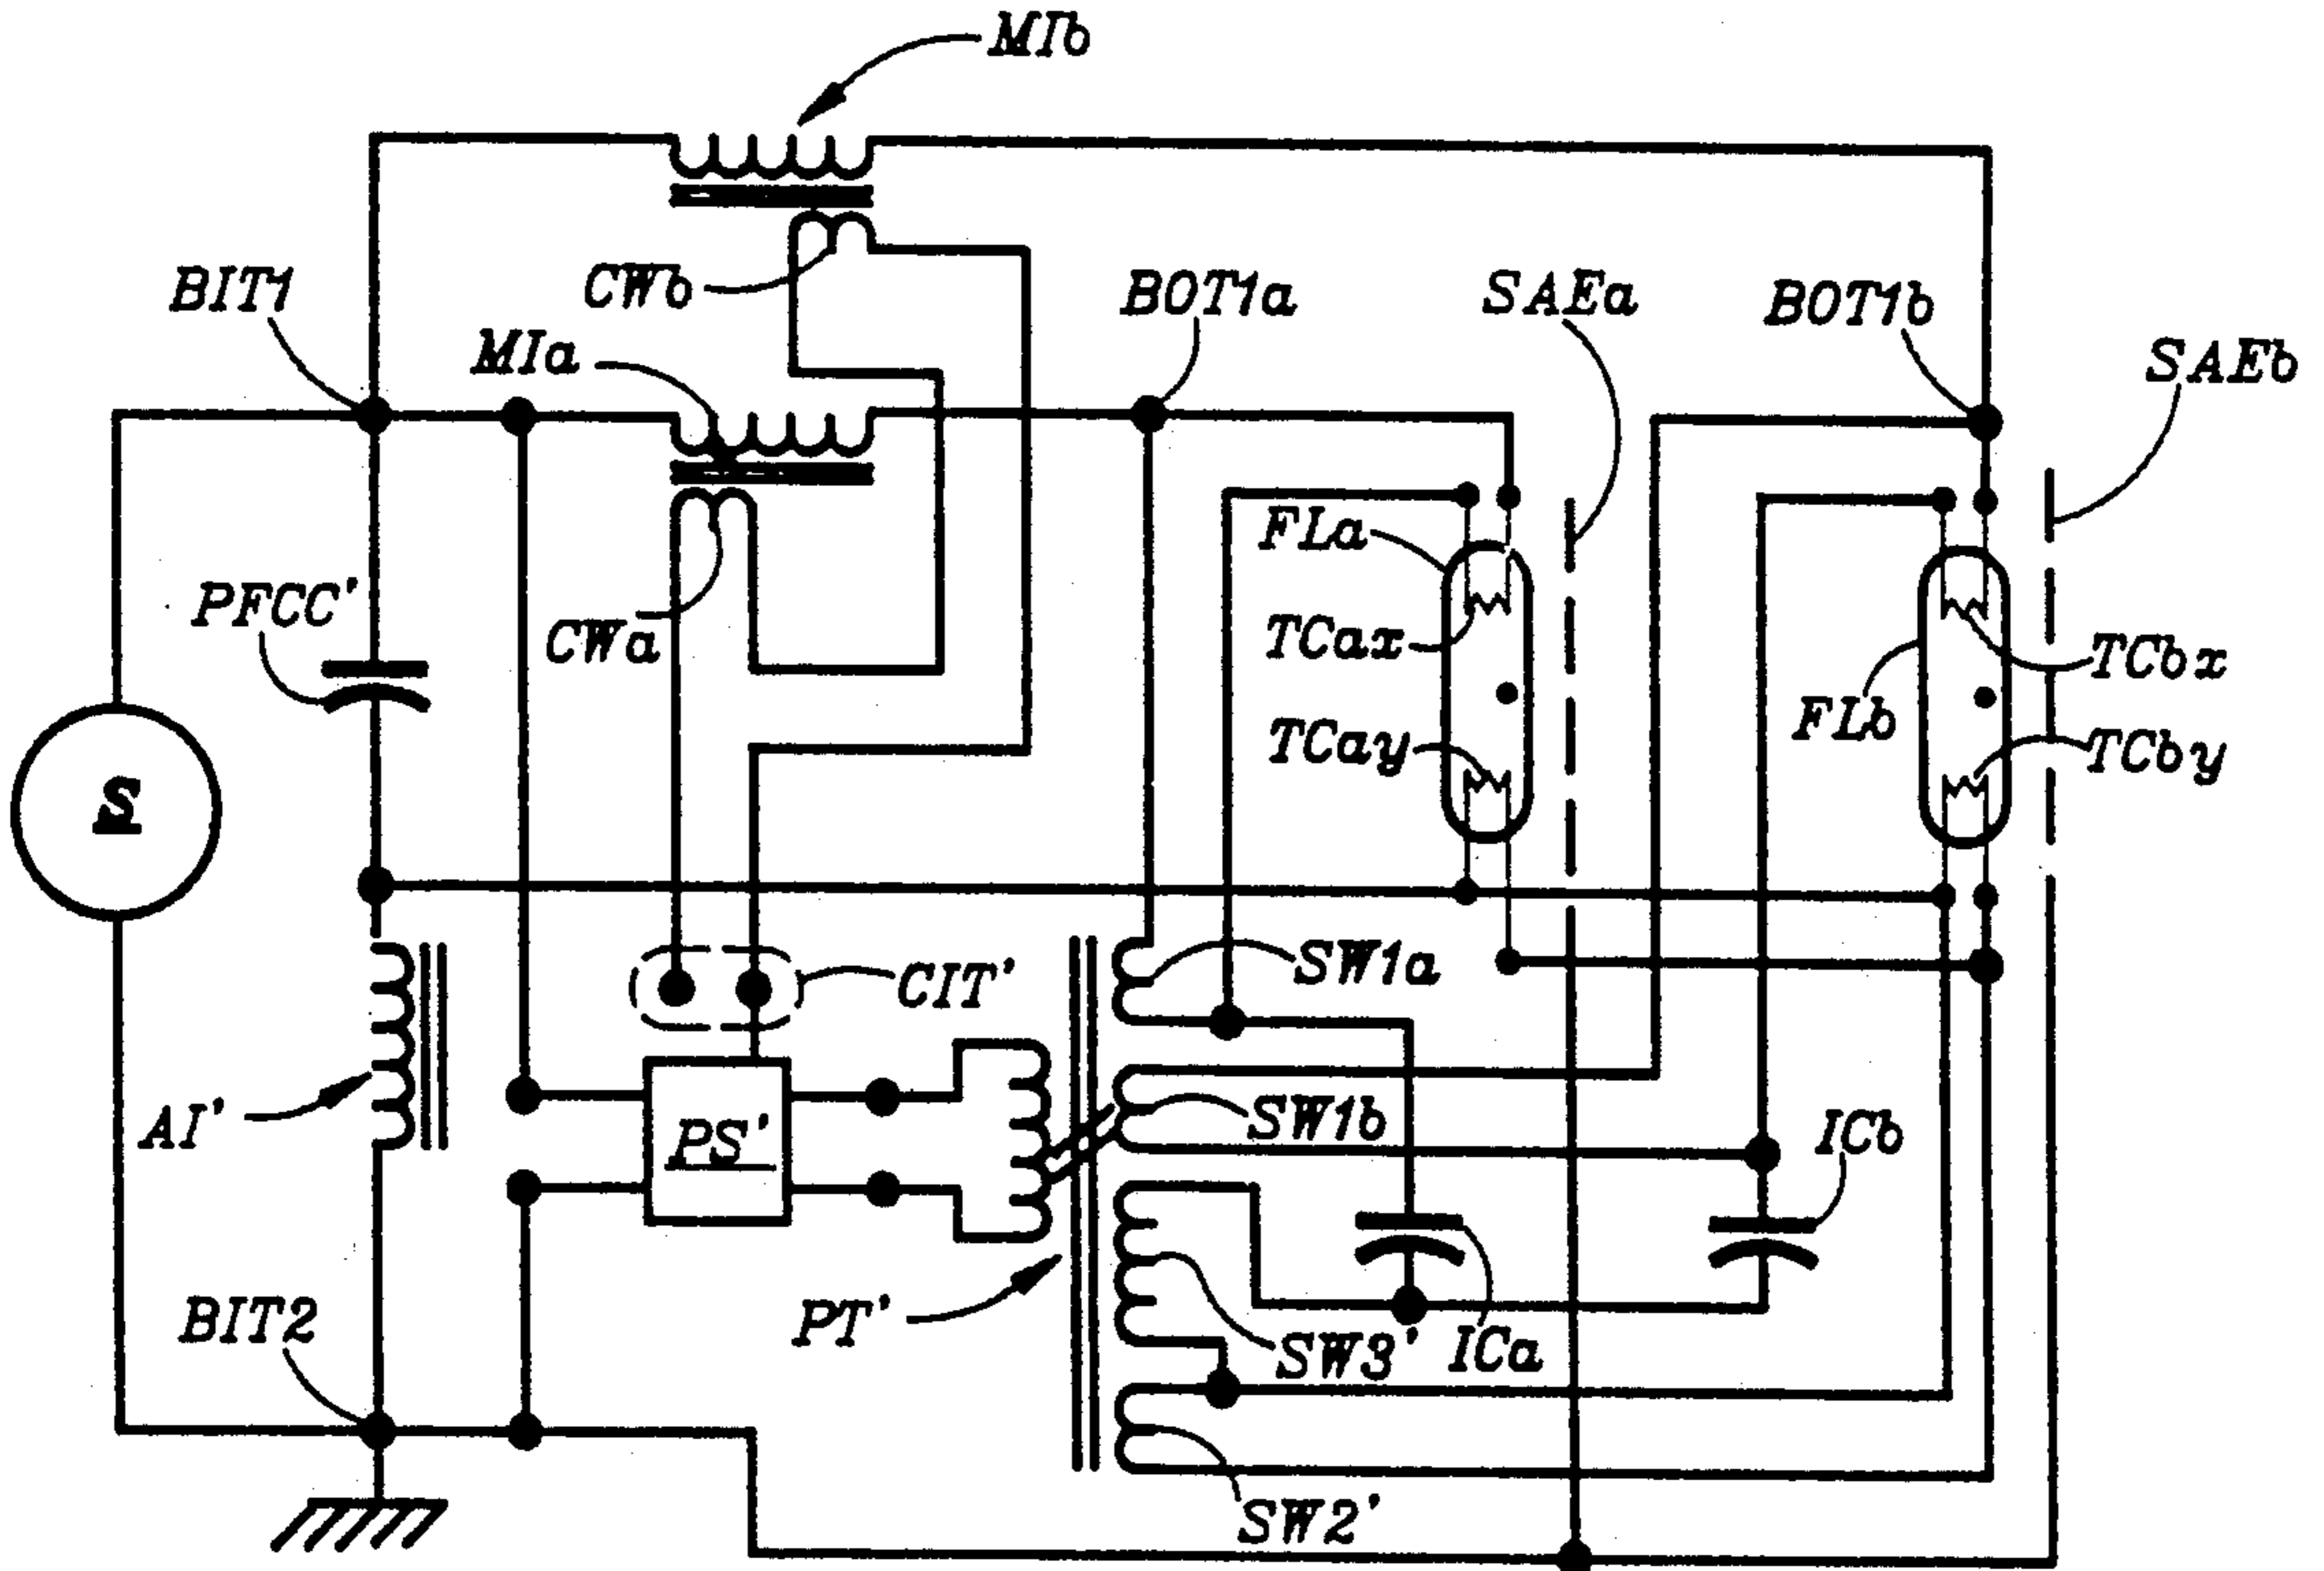 MIb
BIT1
CWb
BOT1a
SAEa
BOT1b
SAEb
MIa
FLa
PFCC'
CWa
TCax
TCbx
FLb
TCay
TCby
S
SW1a
CIT'
AI'
PS'
SW1b
ICb
BIT2
PT'
SW3'
ICa
SW2'